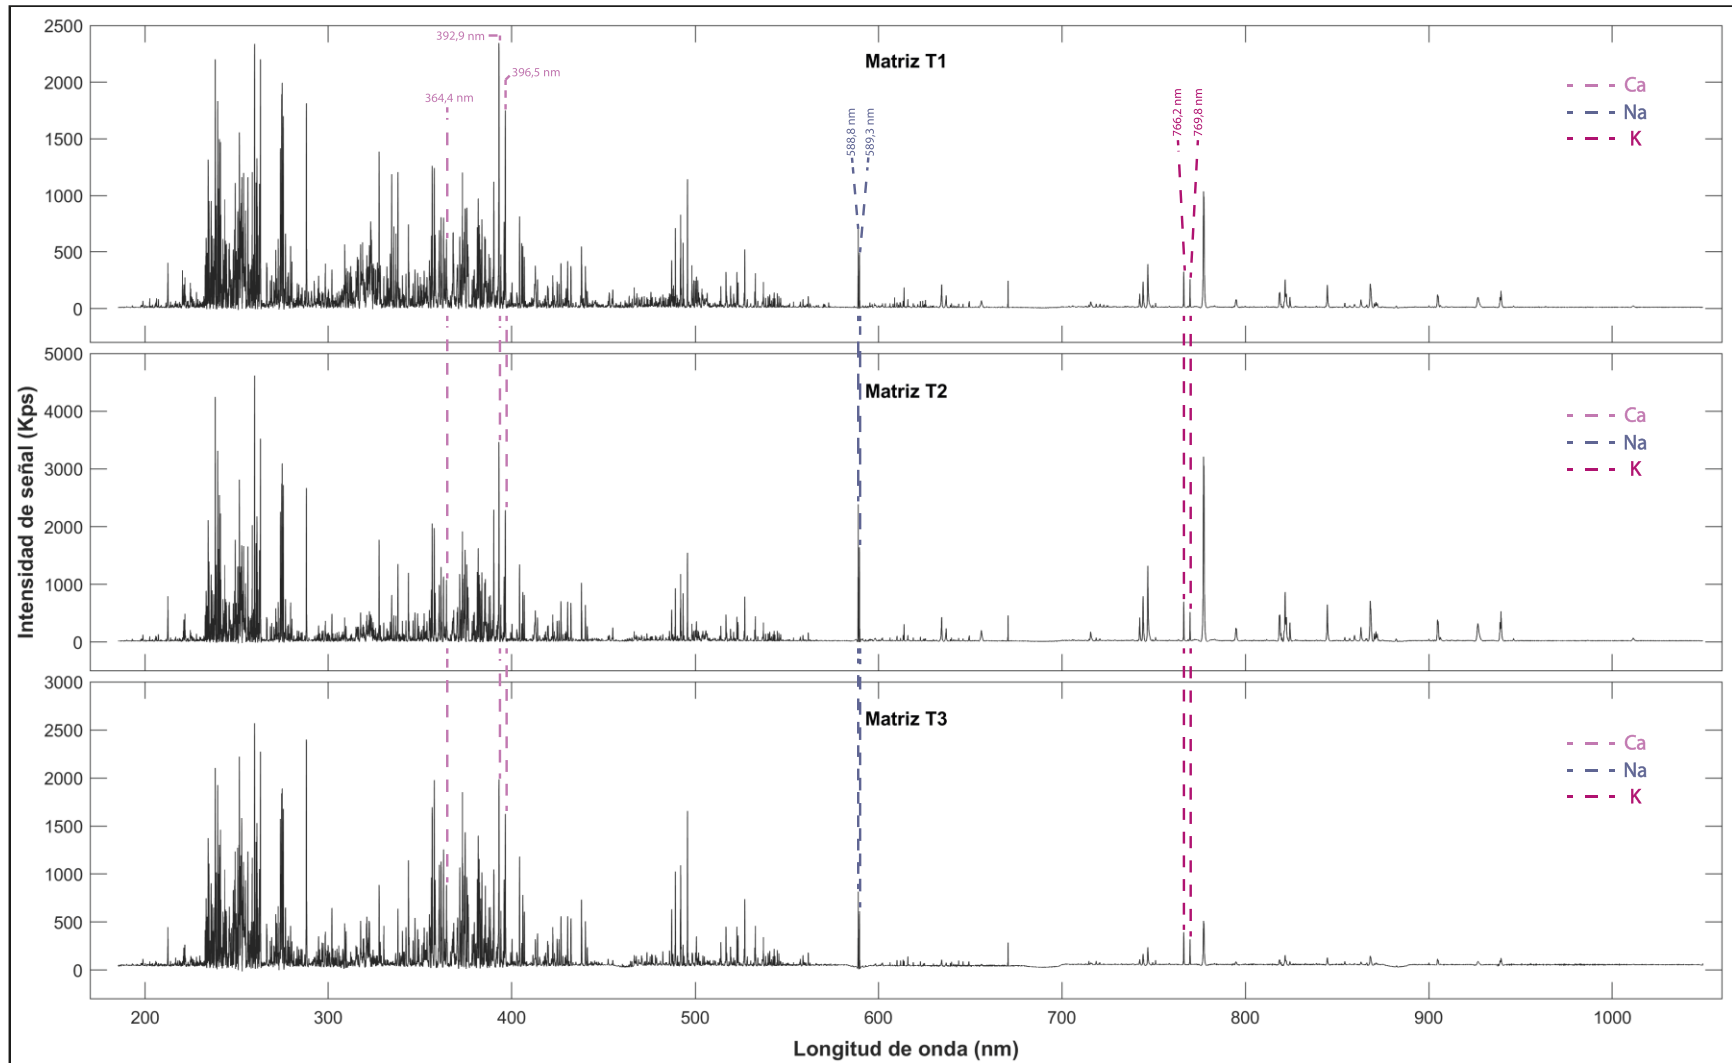 2500
2000
1500
1000
500
0
392,9 nm
396,5 nm
364,4 nm
588,8 nm
589,3 nm
766,2 nm
769,8 nm
Matriz T1
Ca
Na
K
5000
4000
3000
2000
1000
0
Matriz T2
Ca
Na
K
3000
2500
2000
1500
1000
500
0
Matriz T3
Ca
Na
K
200 300 400 500 600 700 800 900 1000
Intensidad de señal (Kps)
Longitud de onda (nm)